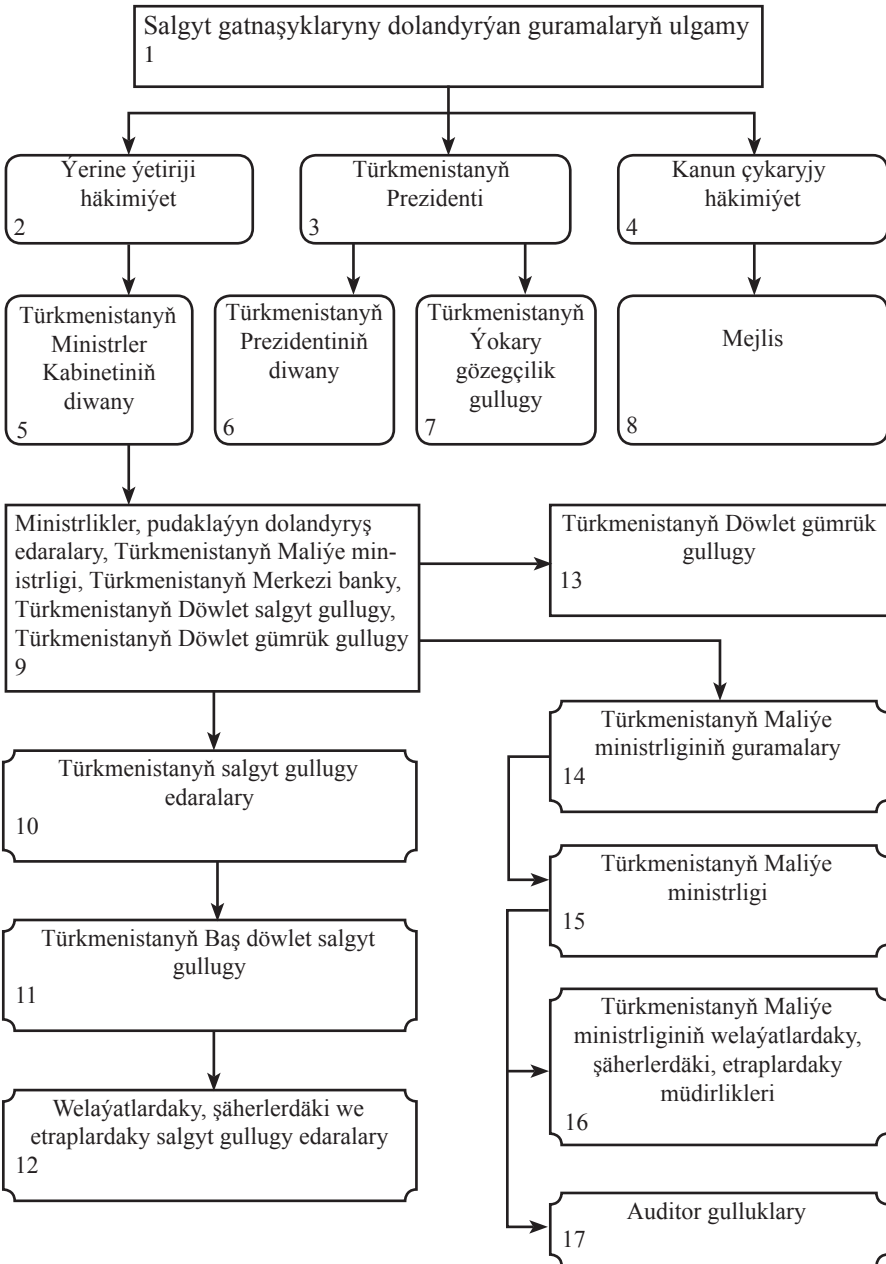 Salgyt gatnaşyklaryny dolandyrýan guramalaryň ulgamy
1
Ýerine ýetiriji
häkimiýet
2
Türkmenistanyň
Prezidenti
3
Kanun çykaryjy
häkimiýet
4
Türkmenistanyň
Ministrler
Kabinetiniň
diwany
5
Türkmenistanyň
Prezidentiniň
diwany
6
Türkmenistanyň
Ýokary
gözegçilik
gullugy
7
Mejlis
8
Ministrlikler, pudaklaýyn dolandyryş
edaralary, Türkmenistanyň Maliýe min-
istrligi, Türkmenistanyň Merkezi banky,
Türkmenistanyň Döwlet salgyt gullugy,
Türkmenistanyň Döwlet gümrük gullugy
9
Türkmenistanyň Döwlet gümrük
gullugy
13
Türkmenistanyň salgyt gullugy
edaralary
10
Türkmenistanyň Baş döwlet salgyt
gullugy
11
Welaýatlardaky, şäherlerdäki we
etraplardaky salgyt gullugy edaralary
12
Türkmenistanyň Maliýe
ministrliginiň guramalary
14
Türkmenistanyň Maliýe
ministrligi
15
Türkmenistanyň Maliýe
ministrliginiň welaýatlardaky,
şäherlerdäki, etraplardaky
müdirlikleri
16
Auditor gulluklary
17